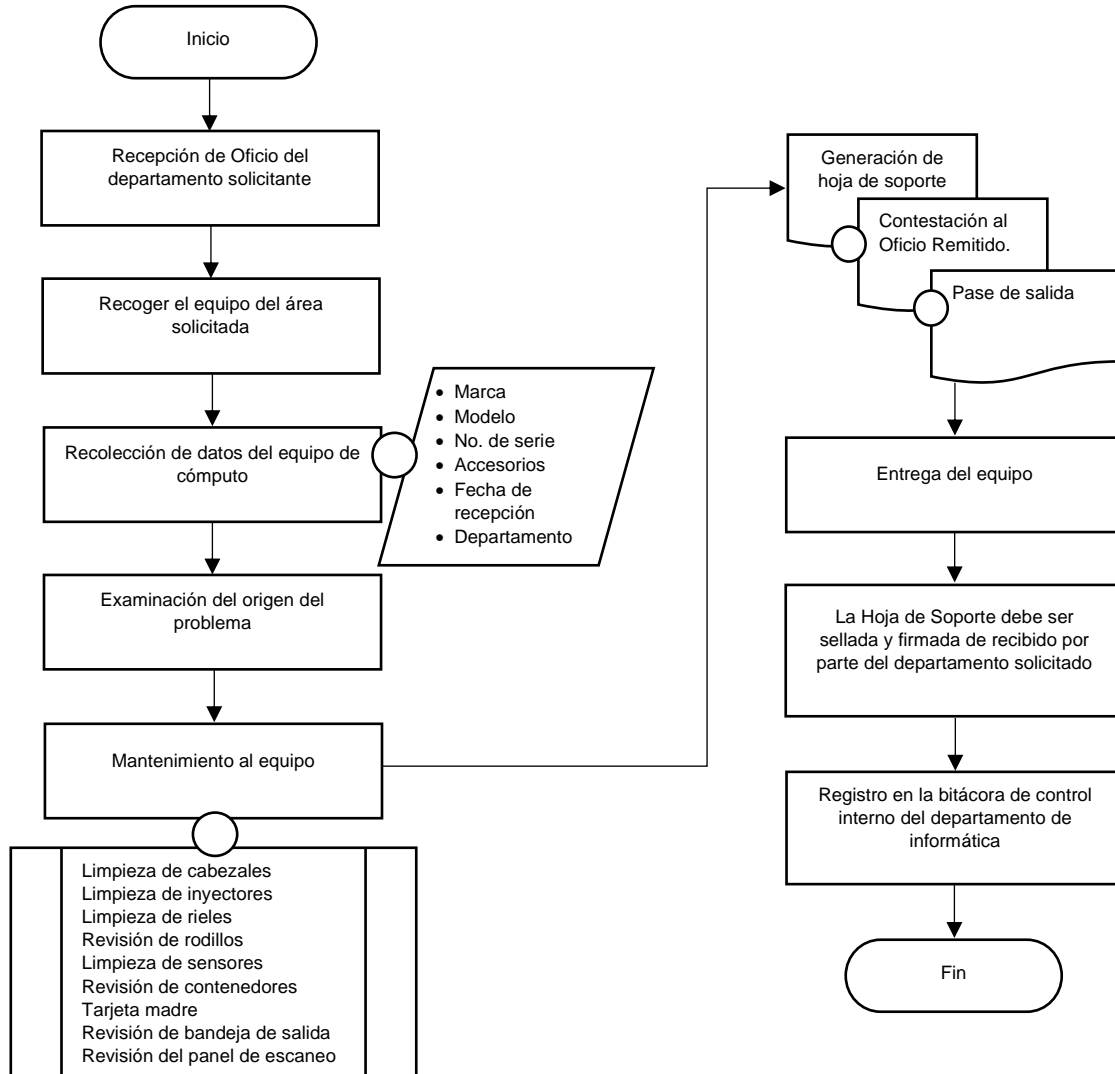 Inicio
Recepción de Oficio del
departamento solicitante
Recoger el equipo del área
solicitada
Recolección de datos del equipo de
cómputo
• Marca
• Modelo
• No. de serie
• Accesorios
• Fecha de
recepción
• Departamento
Examinación del origen del
problema
Mantenimiento al equipo
Limpieza de cabezales
Limpieza de inyectores
Limpieza de rieles
Revisión de rodillos
Limpieza de sensores
Revisión de contenedores
Tarjeta madre
Revisión de bandeja de salida
Revisión del panel de escaneo
Generación de
hoja de soporte
Contestación al
Oficio Remitido.
Pase de salida
Entrega del equipo
La Hoja de Soporte debe ser
sellada y firmada de recibido por
parte del departamento solicitado
Registro en la bitácora de control
interno del departamento de
informática
Fin